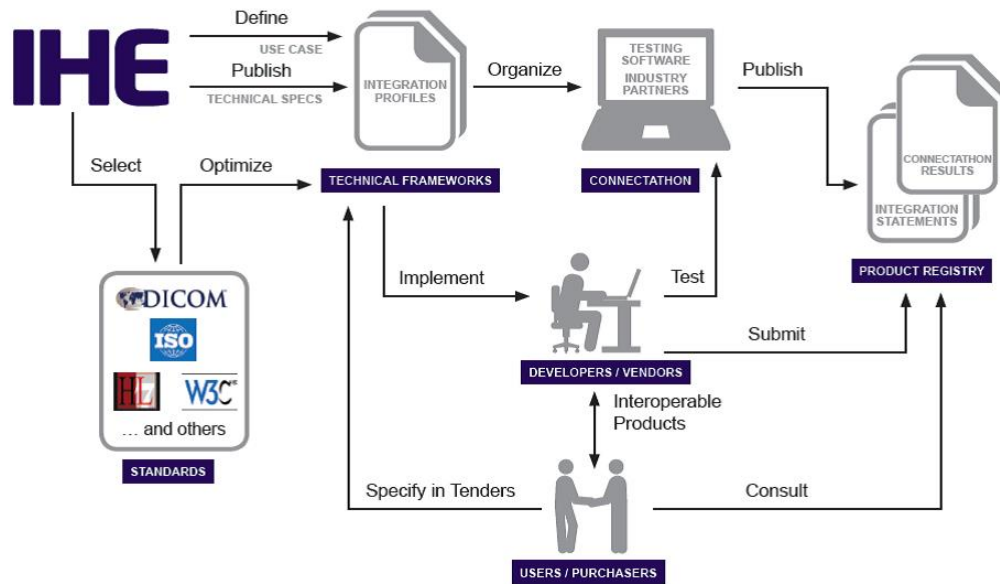 IHE
Define
USE CASE
Publish
TECHNICAL SPECS
INTEGRATION
PROFILES
TECHNICAL FRAMEWORKS
Organize
TESTING
SOFTWARE
INDUSTRY
PARTNERS
CONNECTATHON
Publish
CONNECTATHON
RESULTS
INTEGRATION
STATEMENTS
PRODUCT REGISTRY
Select
Optimize
DICOM
ISO
HL7
W3C
... and others
STANDARDS
Implement
Test
DEVELOPERS / VENDORS
Submit
Interoperable
Products
Specify in Tenders
Consult
USERS / PURCHASERS